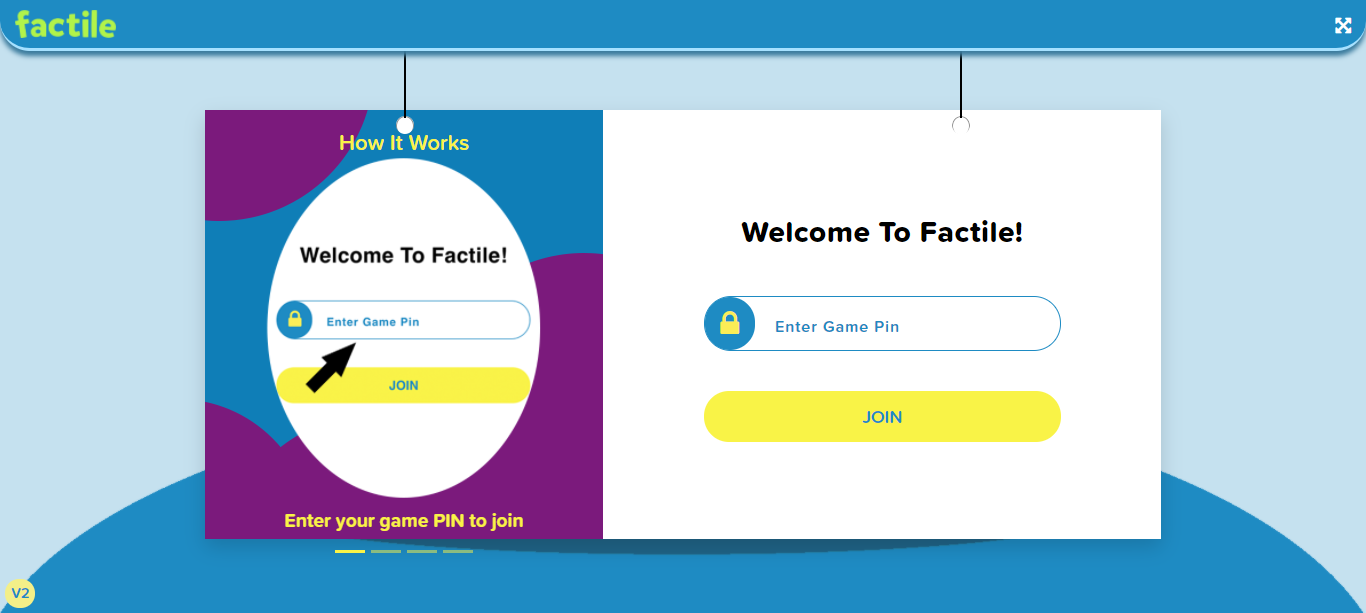 factile
How It Works
Welcome To Factile!
Enter Game Pin
JOIN
Enter your game PIN to join
Welcome To Factile!
Enter Game Pin
JOIN
V2